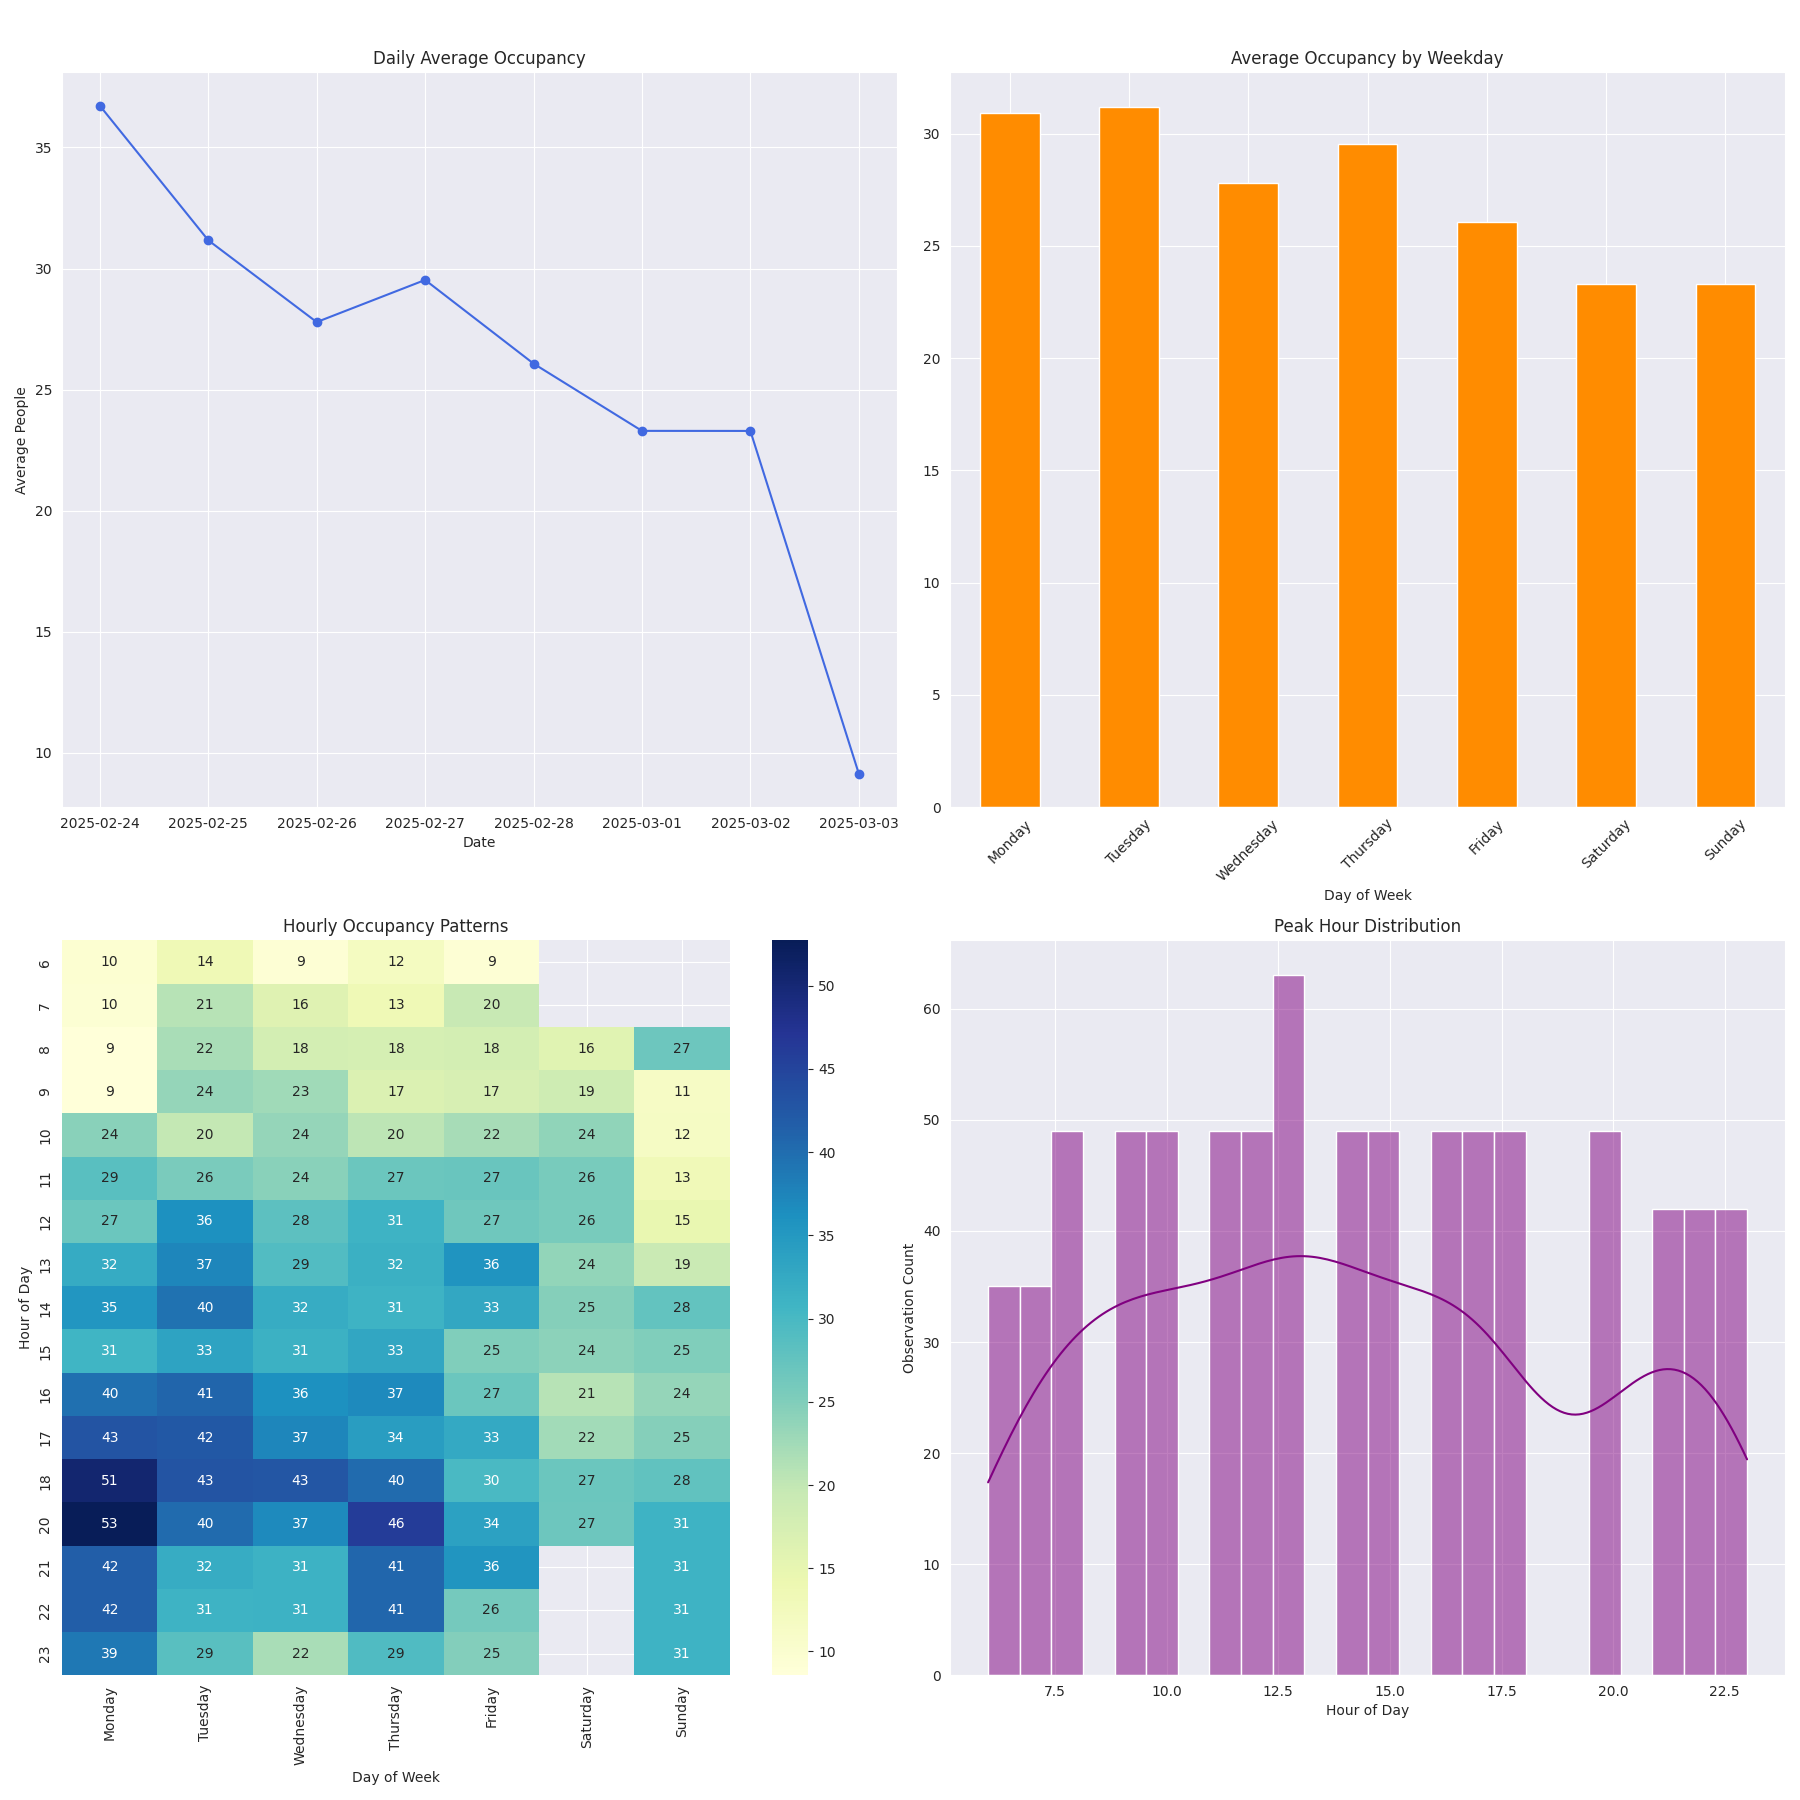 Daily Average Occupancy
Average People
35
30
25
20
15
10
2025-02-24 2025-02-25 2025-02-26 2025-02-27 2025-02-28 2025-03-01 2025-03-02 2025-03-03
Date
Average Occupancy by Weekday
30
25
20
15
10
5
0
Monday Tuesday Wednesday Thursday Friday Saturday Sunday
Day of Week
Hourly Occupancy Patterns
Hour of Day
6 10 14 9 12 9
7 10 21 16 13 20
8 9 22 18 18 18 16 27
9 9 24 23 17 17 19 11
10 24 20 24 20 22 24 12
11 29 26 24 27 27 26 13
12 27 36 28 31 27 26 15
13 32 37 29 32 36 24 19
14 35 40 32 31 33 25 28
15 31 33 31 33 25 24 25
16 40 41 36 37 27 21 24
17 43 42 37 34 33 22 25
18 51 43 43 40 30 27 28
20 53 40 37 46 34 27 31
21 42 32 31 41 36 31
22 42 31 31 41 26 31
23 39 29 22 29 25 31
Monday Tuesday Wednesday Thursday Friday Saturday Sunday
Day of Week
50
45
40
35
30
25
20
15
10
Peak Hour Distribution
Observation Count
60
50
40
30
20
10
0
7.5 10.0 12.5 15.0 17.5 20.0 22.5
Hour of Day